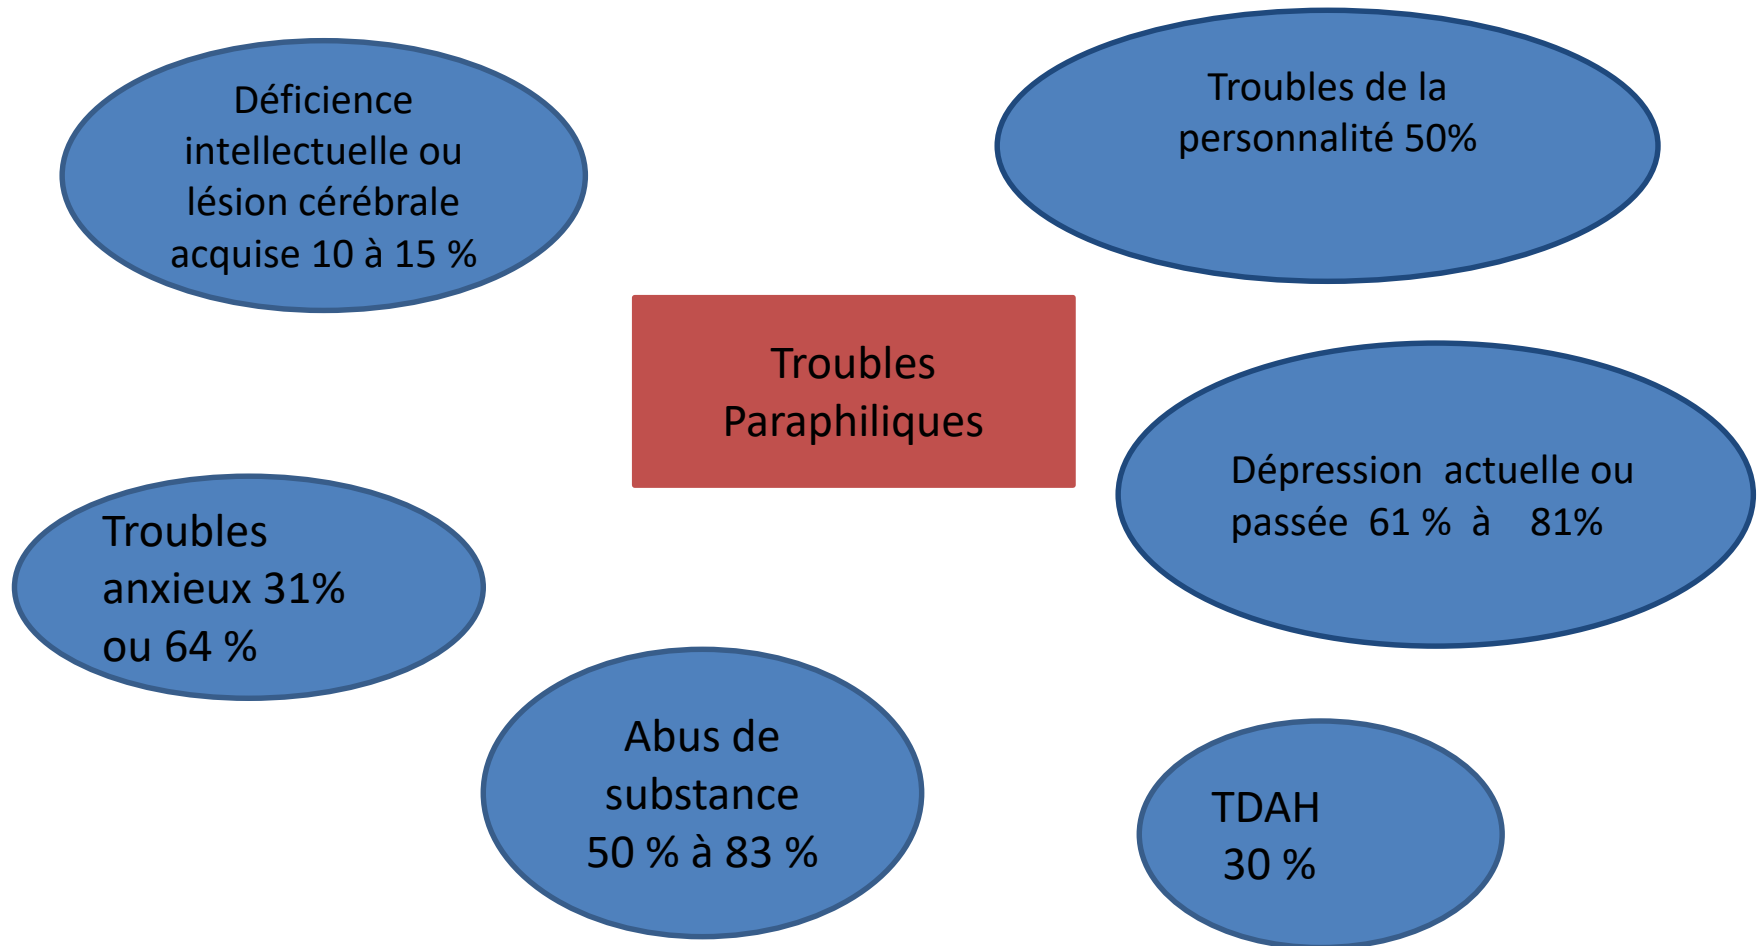 Déficience
intellectuelle ou
lésion cérébrale
acquise 10 à 15 %
Troubles de la
personnalité 50%
Troubles
Paraphiliques
Dépression  actuelle ou
passée  61 %  à    81%
Troubles
anxieux 31%
ou 64 %
Abus de
substance
50 % à 83 %
TDAH
30 %